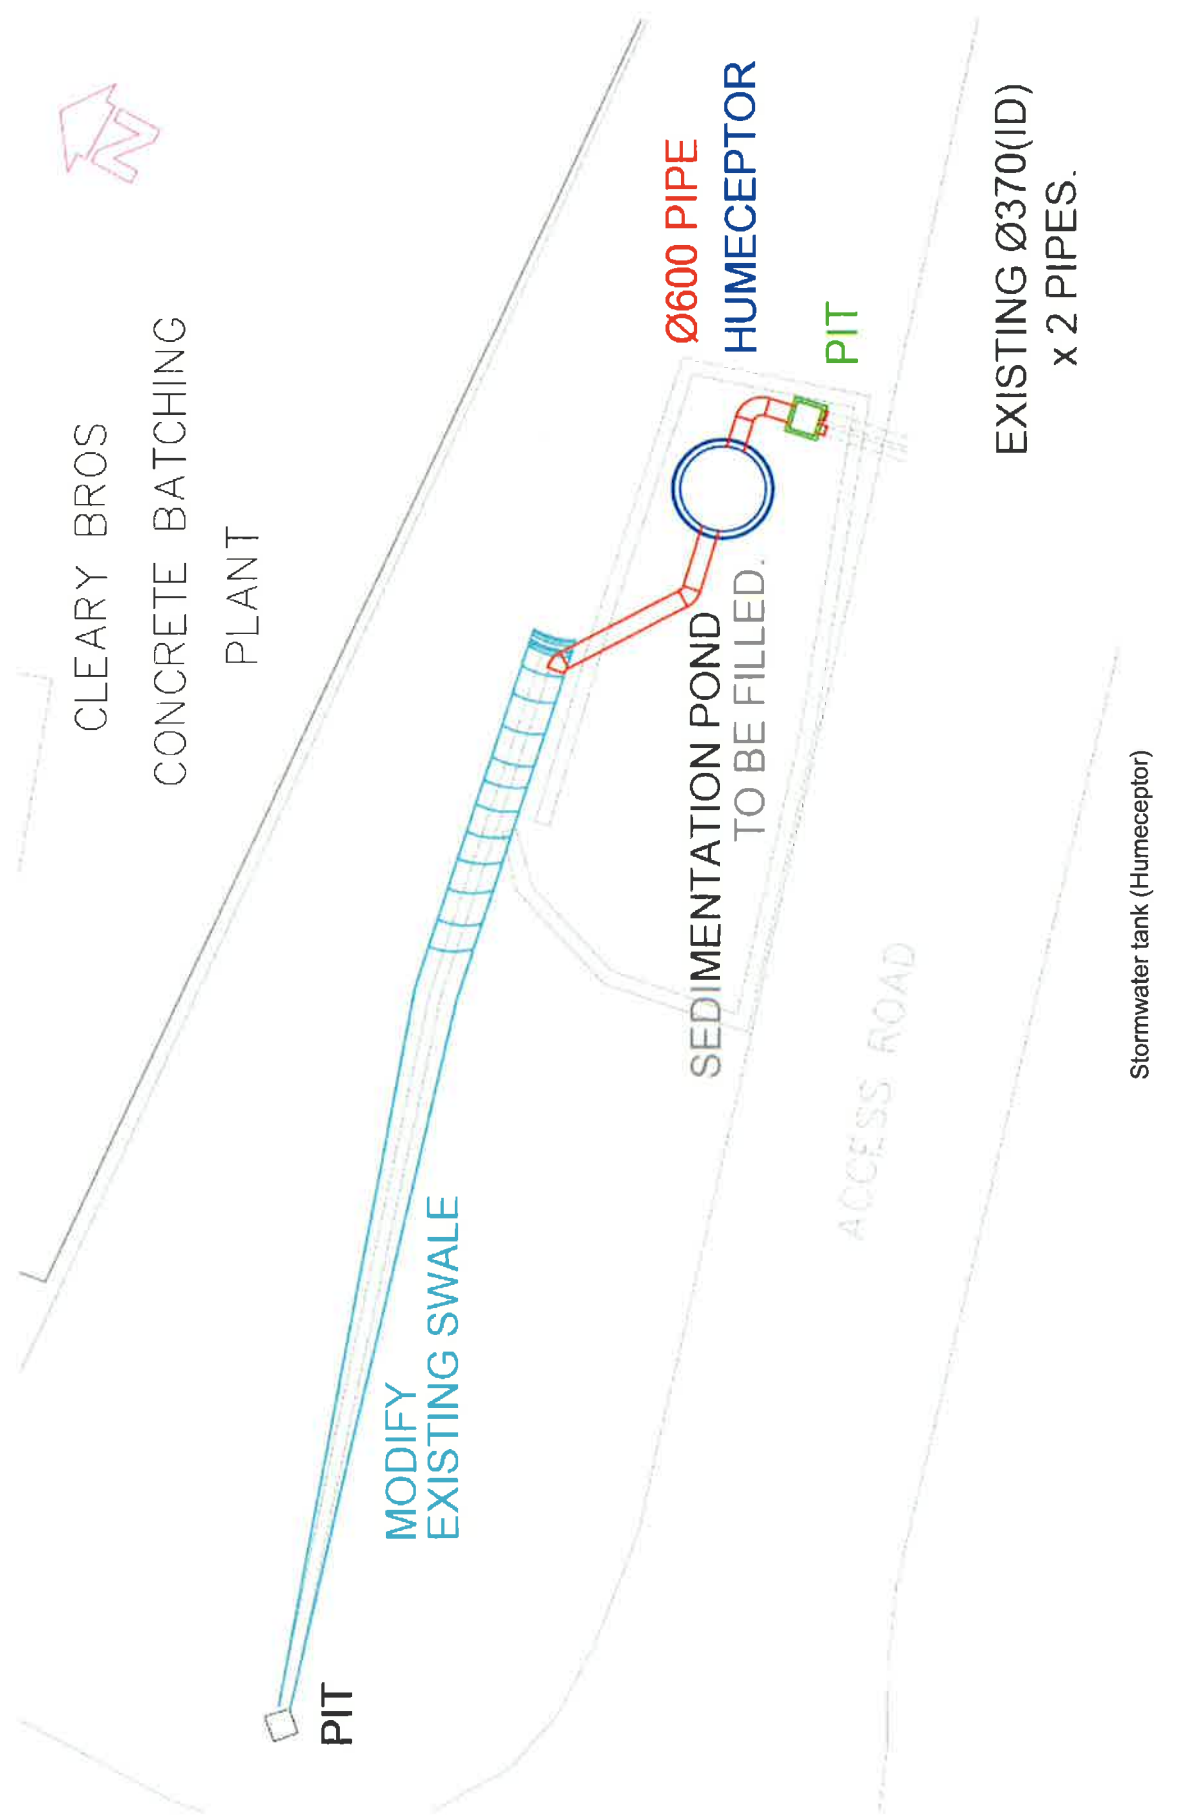 CLEARY BROS
CONCRETE BATCHING
PLANT
N
Ø600 PIPE
HUMECEPTOR
PIT
EXISTING Ø370(ID)
x 2 PIPES.
SEDIMENTATION POND
TO BE FILLED.
MODIFY
EXISTING SWALE
PIT
ACCESS ROAD
Stormwater tank (Humeceptor)